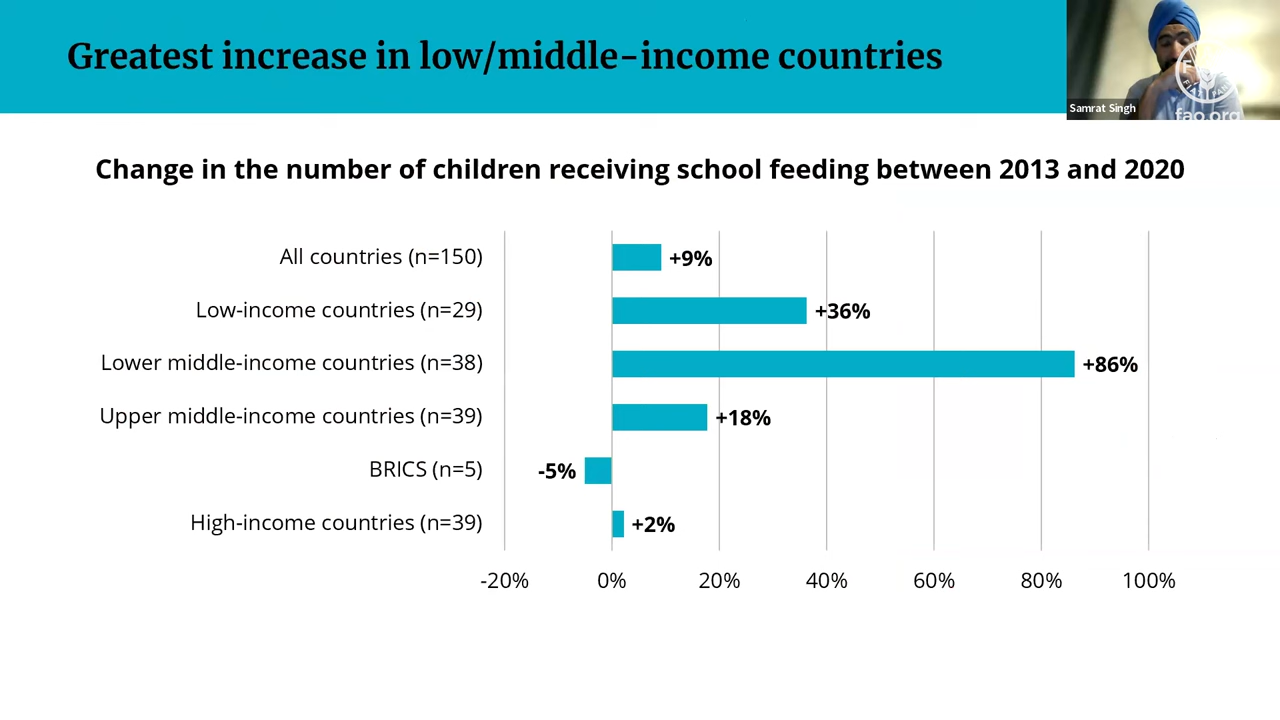 Greatest increase in low/middle-income countries
Samrat Singh
fao.org
Change in the number of children receiving school feeding between 2013 and 2020
All countries (n=150)
+9%
Low-income countries (n=29)
+36%
Lower middle-income countries (n=38)
+86%
Upper middle-income countries (n=39)
+18%
BRICS (n=5)
-5%
High-income countries (n=39)
+2%
-20% 0% 20% 40% 60% 80% 100%